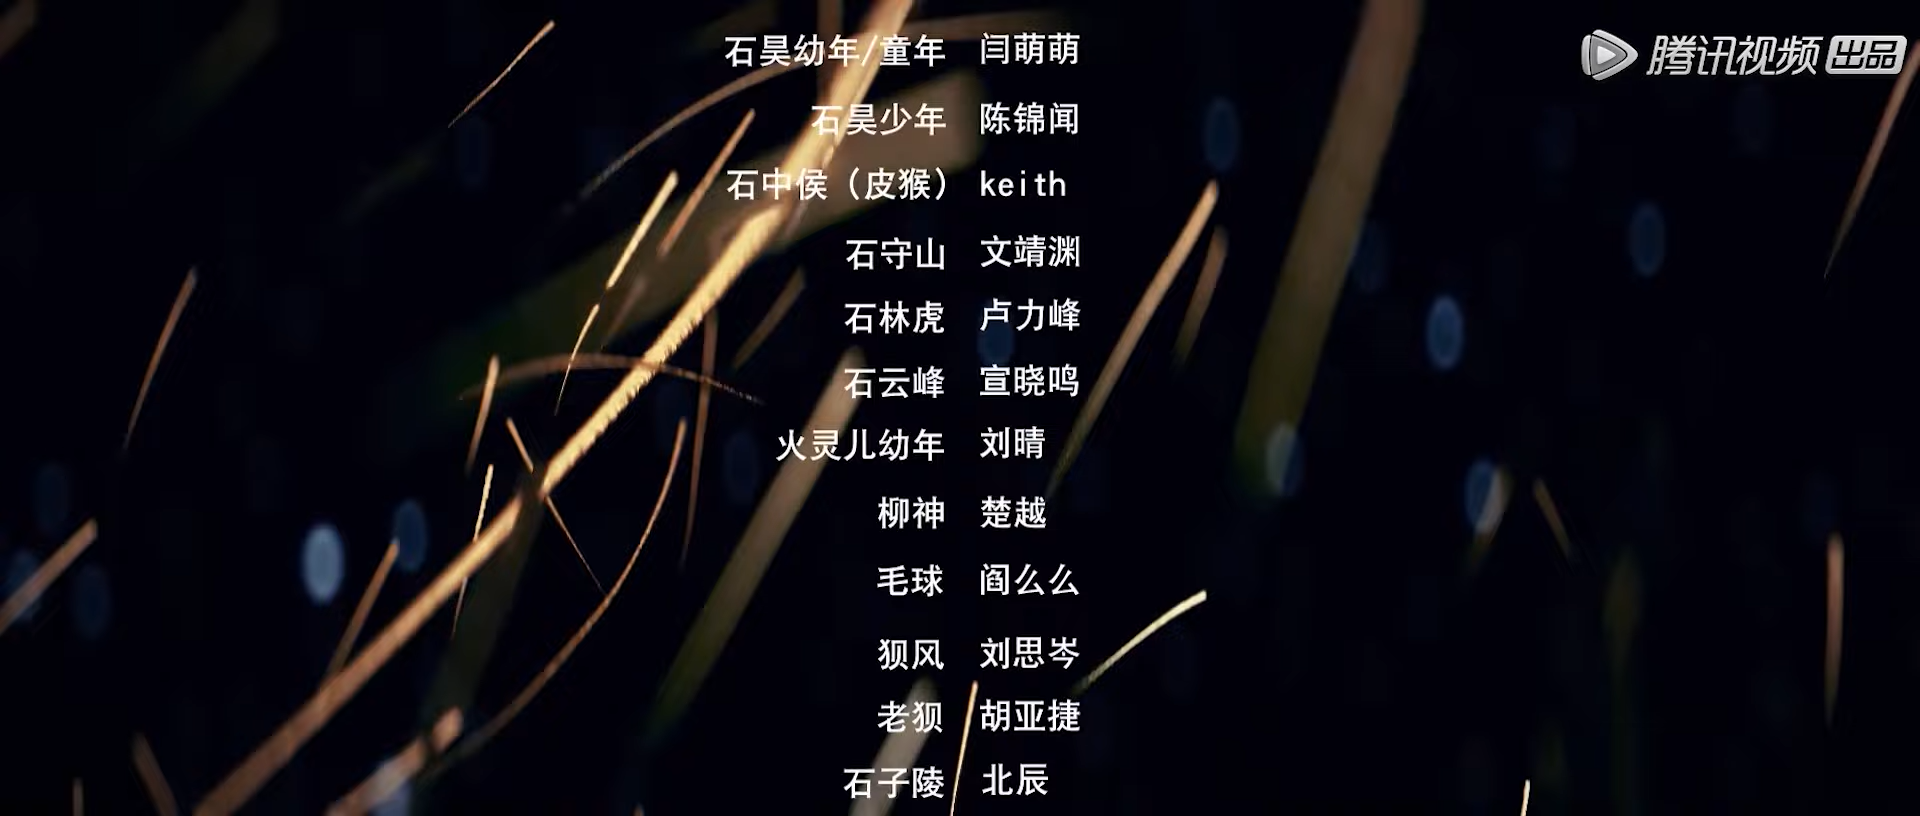 石昊幼年/童年 闫萌萌
腾讯视频 出品
石昊少年 陈锦闻
石中侯（皮猴） keith
石守山 文靖渊
石林虎 卢力峰
石云峰 宣晓鸣
火灵儿幼年 刘晴
柳神 楚越
毛球 阎么么
狈风 刘思岑
老狈 胡亚捷
石子陵 北辰